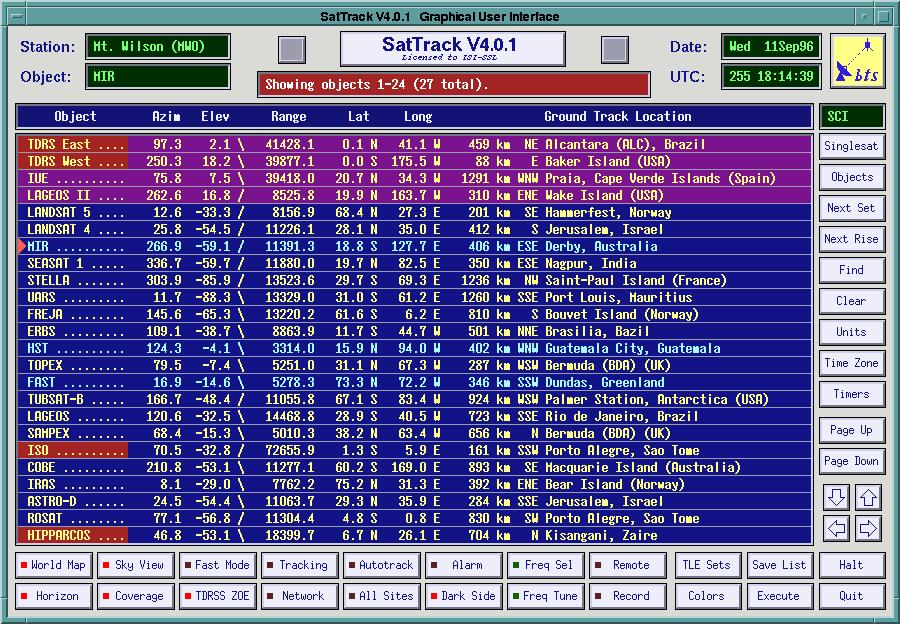 SatTrack V4.0.1 Graphical User Interface
Station: Mt. Wilson (MWO) SatTrack V4.0.1 Date: Wed 11Sep96
Licensed to ISI-SSL
Object: MIR Showing objects 1-24 (27 total). UTC: 255 18:14:39 bts
Object Azim Elev Range Lat Long Ground Track Location SCI
TDRS East .... 97.3 2.1 \ 41428.1 0.1 N 41.1 W 459 km NE Alcantara (ALC), Brazil
TDRS West .... 250.3 18.2 \ 39877.1 0.0 S 175.5 W 88 km E Baker Island (USA)
IUE .......... 75.8 7.5 \ 39418.0 20.7 N 34.3 W 1291 km WNW Praia, Cape Verde Islands (Spain)
LAGEOS II .... 262.6 16.8 / 8525.8 19.9 N 163.7 W 310 km ENE Wake Island (USA)
LANDSAT 5 .... 12.6 -33.3 / 8156.9 68.4 N 27.3 E 201 km SE Hammerfest, Norway
LANDSAT 4 .... 25.8 -54.5 / 11226.1 28.1 N 35.0 E 412 km S Jerusalem, Israel
MIR .......... 266.9 -59.1 / 11391.3 18.8 S 127.7 E 406 km ESE Derby, Australia
SEASAT 1 ..... 336.7 -59.7 / 11880.0 19.7 N 82.5 E 350 km ESE Nagpur, India
STELLA ....... 303.9 -85.9 / 13523.6 29.7 S 69.3 E 1236 km NW Saint-Paul Island (France)
UARS ......... 11.7 -88.3 \ 13329.0 31.0 S 61.2 E 1260 km SSE Port Louis, Mauritius
FREJA ........ 145.6 -65.3 \ 13220.2 61.6 S 6.2 E 810 km S Bouvet Island (Norway)
ERBS ......... 109.1 -38.7 \ 8863.9 11.7 S 44.7 W 501 km NNE Brasilia, Bazil
HST .......... 124.3 -4.1 \ 3314.0 15.9 N 94.0 W 402 km WNW Guatemala City, Guatemala
TOPEX ........ 79.5 -7.4 \ 5251.0 31.1 N 67.3 W 287 km WSW Bermuda (BDA) (UK)
FAST ......... 16.9 -14.6 \ 5278.3 73.3 N 72.2 W 346 km SSW Dundas, Greenland
TUBSAT-B ..... 166.7 -48.4 / 11055.8 67.1 S 83.4 W 924 km WSW Palmer Station, Antarctica (USA)
LAGEOS ....... 120.6 -32.5 \ 14468.8 28.9 S 40.5 W 723 km SSE Rio de Janeiro, Brazil
SAMPEX ....... 68.4 -15.3 \ 5010.3 38.2 N 63.4 W 656 km N Bermuda (BDA) (UK)
ISO .......... 70.5 -32.8 / 72655.9 1.3 S 5.9 E 161 km SSW Porto Alegre, Sao Tome
COBE ......... 210.8 -53.1 \ 11277.1 60.2 S 169.0 E 893 km SE Macquarie Island (Australia)
IRAS ......... 8.1 -29.0 \ 7762.2 75.2 N 31.3 E 392 km ENE Bear Island (Norway)
ASTRO-D ...... 24.5 -54.4 \ 11063.7 29.3 N 35.9 E 284 km SSE Jerusalem, Israel
ROSAT ........ 77.1 -56.8 / 11304.4 4.8 S 0.8 E 830 km SW Porto Alegre, Sao Tome
HIPPARCOS .... 46.8 -53.1 \ 18399.7 6.7 N 26.1 E 704 km N Kisangani, Zaire
Singlesat
Objects
Next Set
Next Rise
Find
Clear
Units
Time Zone
Timers
Page Up
Page Down
World Map Sky View Fast Mode Tracking Autotrack Alarm Freq Sel Remote TLE Sets Save List Halt
Horizon Coverage TDRSS ZOE Network All Sites Dark Side Freq Tune Record Colors Execute Quit